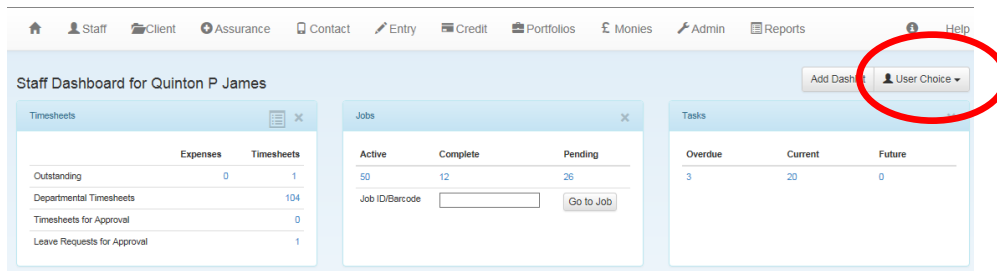 Staff Client Assurance Contact Entry Credit Portfolios £ Monies Admin Reports Help
Staff Dashboard for Quinton P James
Add Dashlet User Choice
Timesheets
Expenses Timesheets
Outstanding 0 1
Departmental Timesheets 104
Timesheets for Approval 0
Leave Requests for Approval 1
Jobs
Active Complete Pending
50 12 26
Job ID/Barcode Go to Job
Tasks
Overdue Current Future
3 20 0